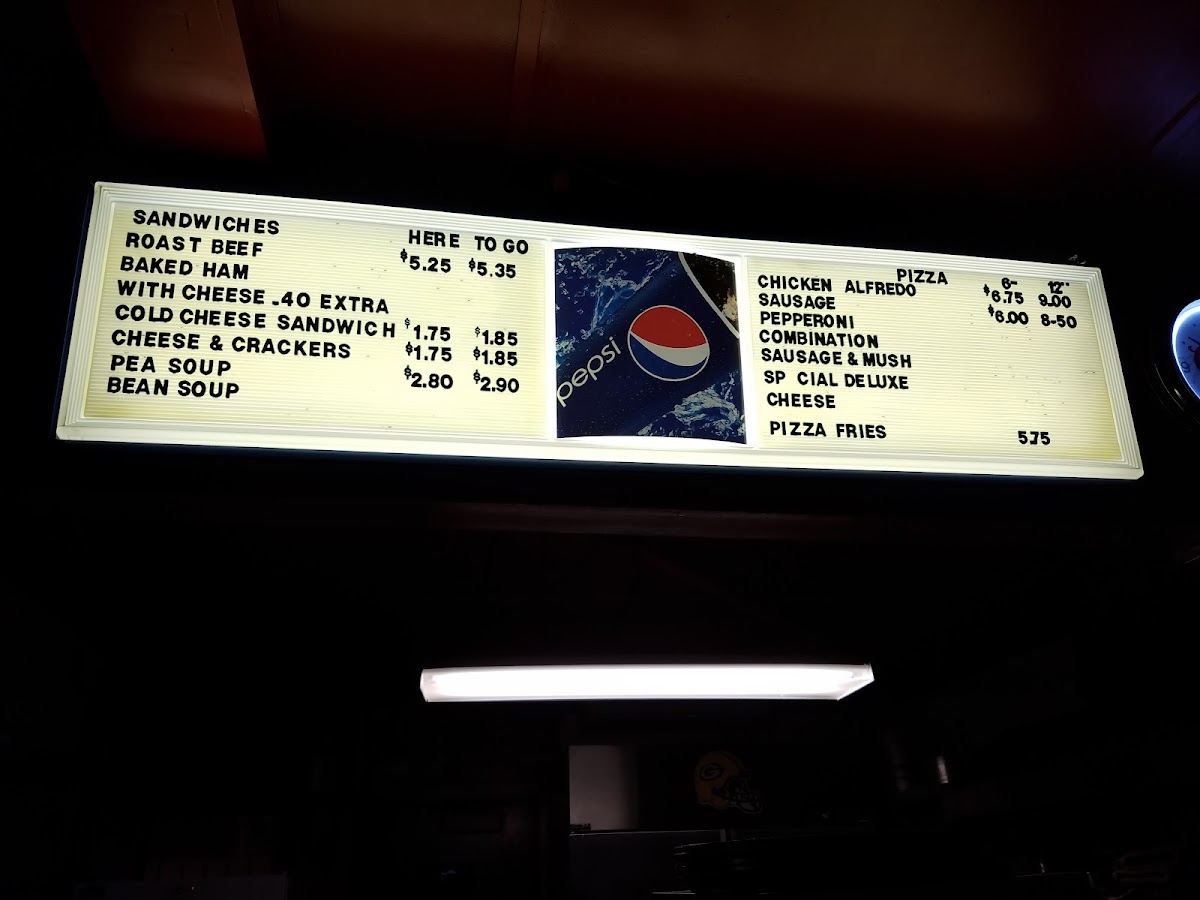 SANDWICHES HERE TO GO
ROAST BEEF $5.25 $5.35
BAKED HAM
WITH CHEESE .40 EXTRA
COLD CHEESE SANDWICH $1.75 $1.85
CHEESE & CRACKERS $1.75 $1.85
PEA SOUP $2.80 $2.90
BEAN SOUP
pepsi
PIZZA 6" 12"
CHICKEN ALFREDO $6.75 9.00
SAUSAGE $6.00 8-50
PEPPERONI
COMBINATION
SAUSAGE & MUSH
SP CIAL DELUXE
CHEESE
PIZZA FRIES 5.75
G